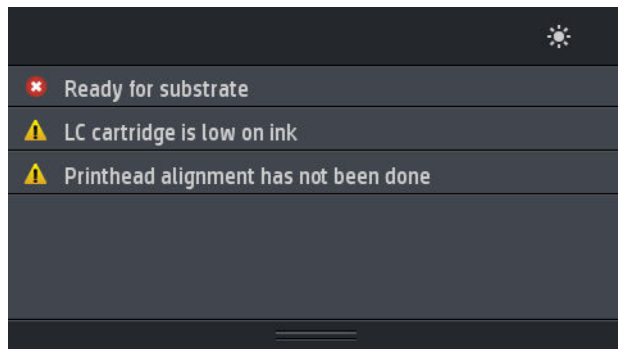 Ready for substrate
LC cartridge is low on ink
Printhead alignment has not been done